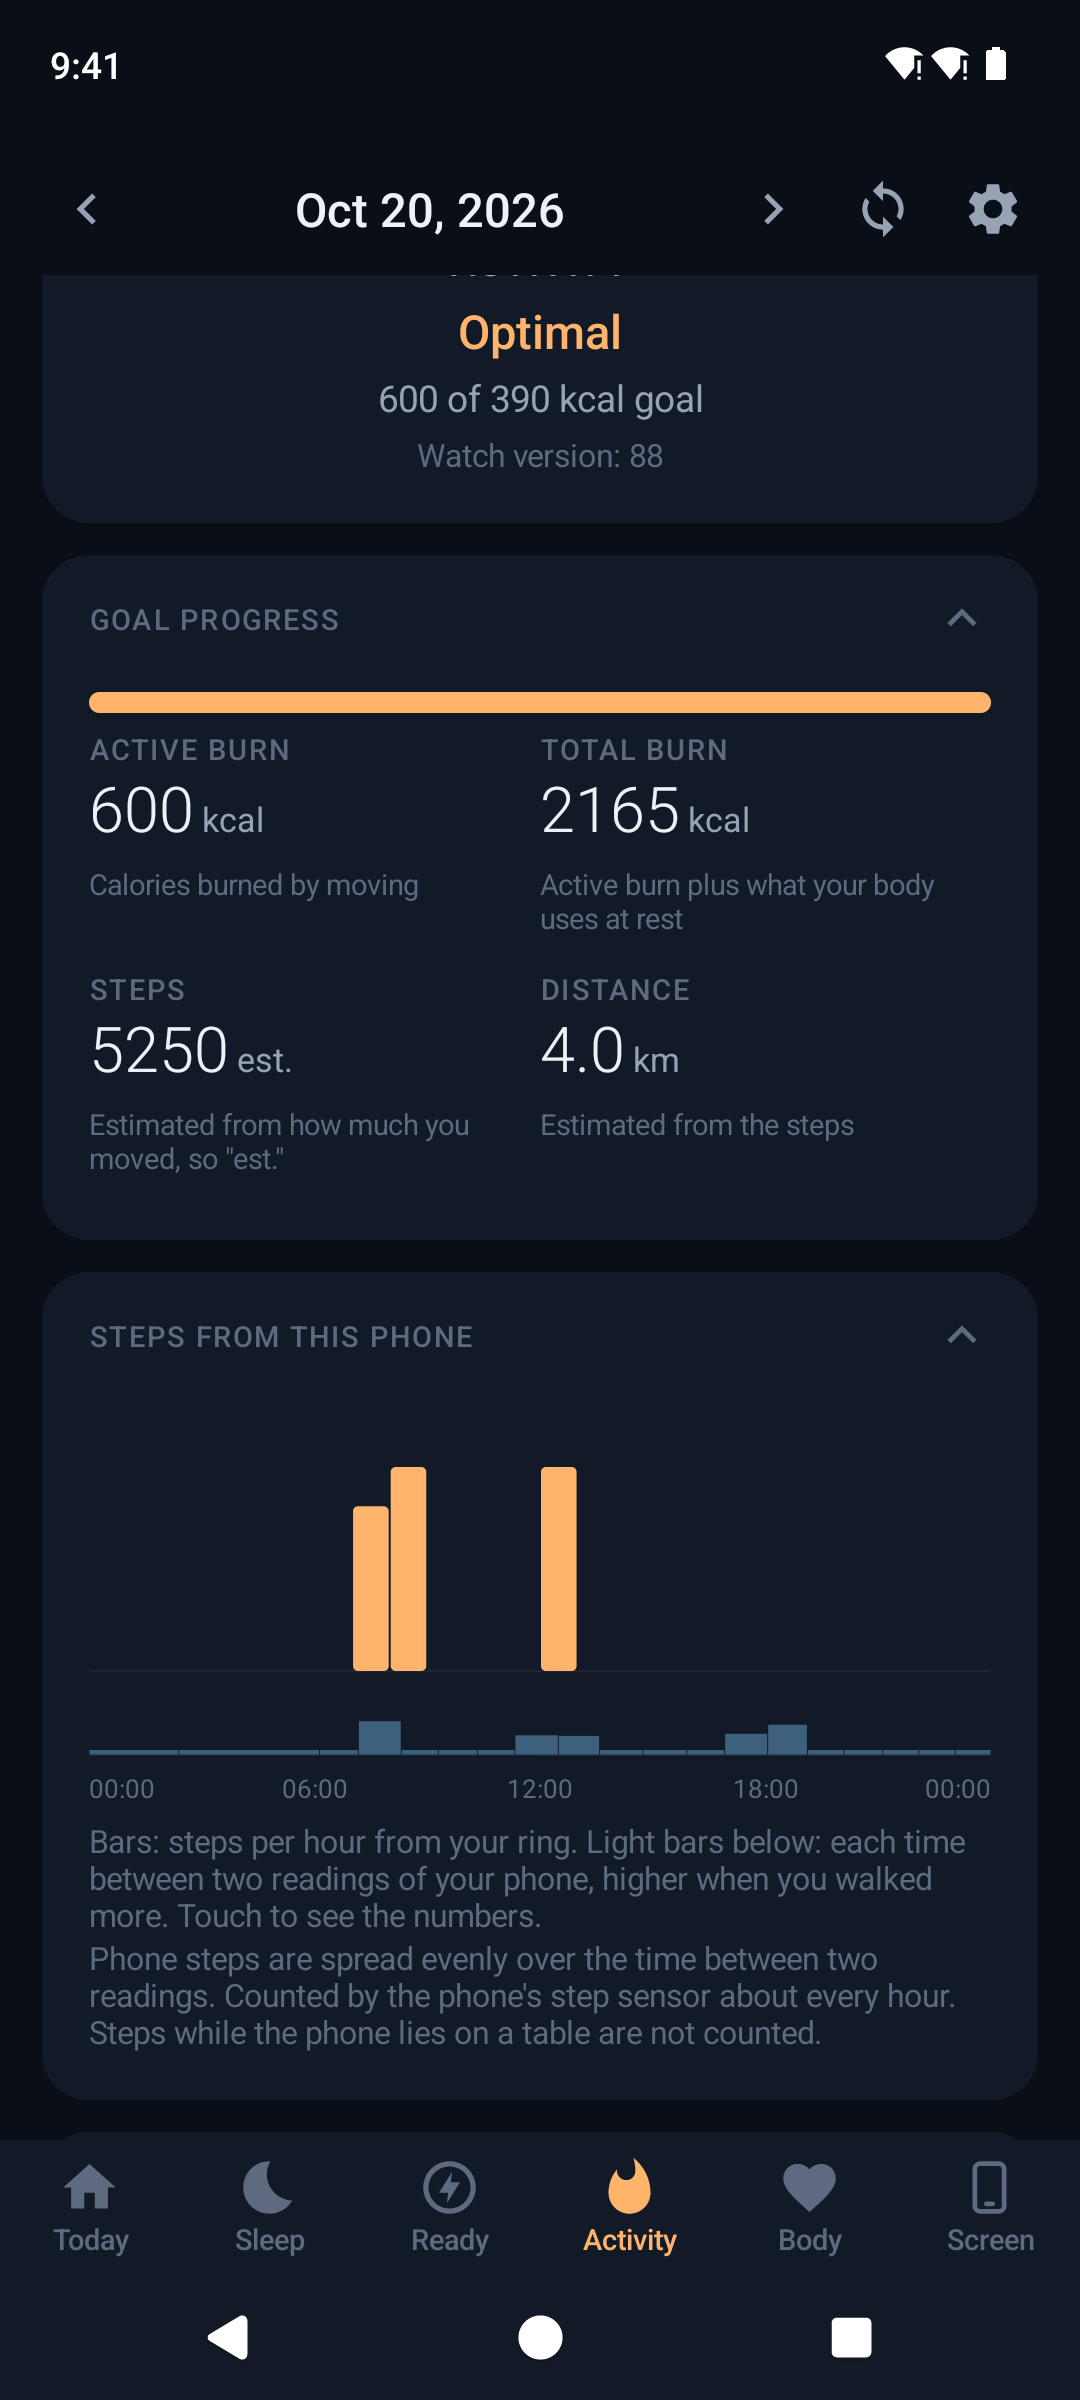 9:41
Oct 20, 2026
Optimal
600 of 390 kcal goal
Watch version: 88
GOAL PROGRESS
ACTIVE BURN
TOTAL BURN
600 kcal
2165 kcal
Calories burned by moving
Active burn plus what your body
uses at rest
STEPS
DISTANCE
5250 est.
4.0 km
Estimated from how much you
moved, so "est."
Estimated from the steps
STEPS FROM THIS PHONE
00:00 06:00 12:00 18:00 00:00
Bars: steps per hour from your ring. Light bars below: each time
between two readings of your phone, higher when you walked
more. Touch to see the numbers.
Phone steps are spread evenly over the time between two
readings. Counted by the phone's step sensor about every hour.
Steps while the phone lies on a table are not counted.
Today Sleep Ready Activity Body Screen